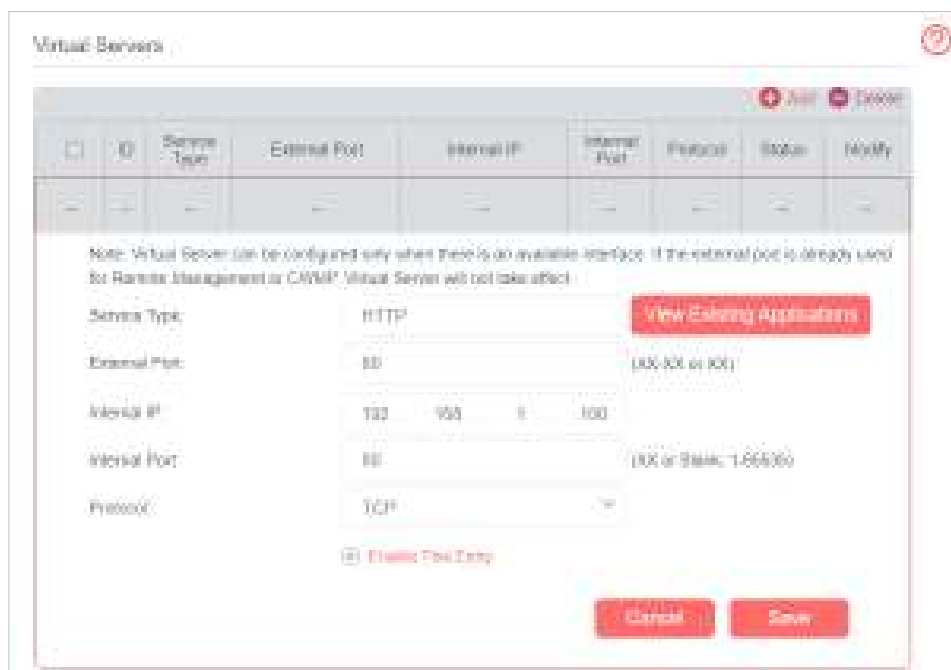 Virtual Servers
Add Delete
ID Service Type External Port Internal IP Internal Port Protocol Status Modify
-- -- -- -- -- -- -- -- --
Note: Virtual Server can be configured only when there is an available interface. If the external port is already used
for Remote Management or CWMP, Virtual Server will not take effect.
Service Type: HTTP View Existing Applications
External Port: 80 (XX-XX or XX)
Internal IP: 192 168 1 100
Internal Port: 80 (XX or Blank, 1-65535)
Protocol: TCP
Enable This Entry
Cancel Save